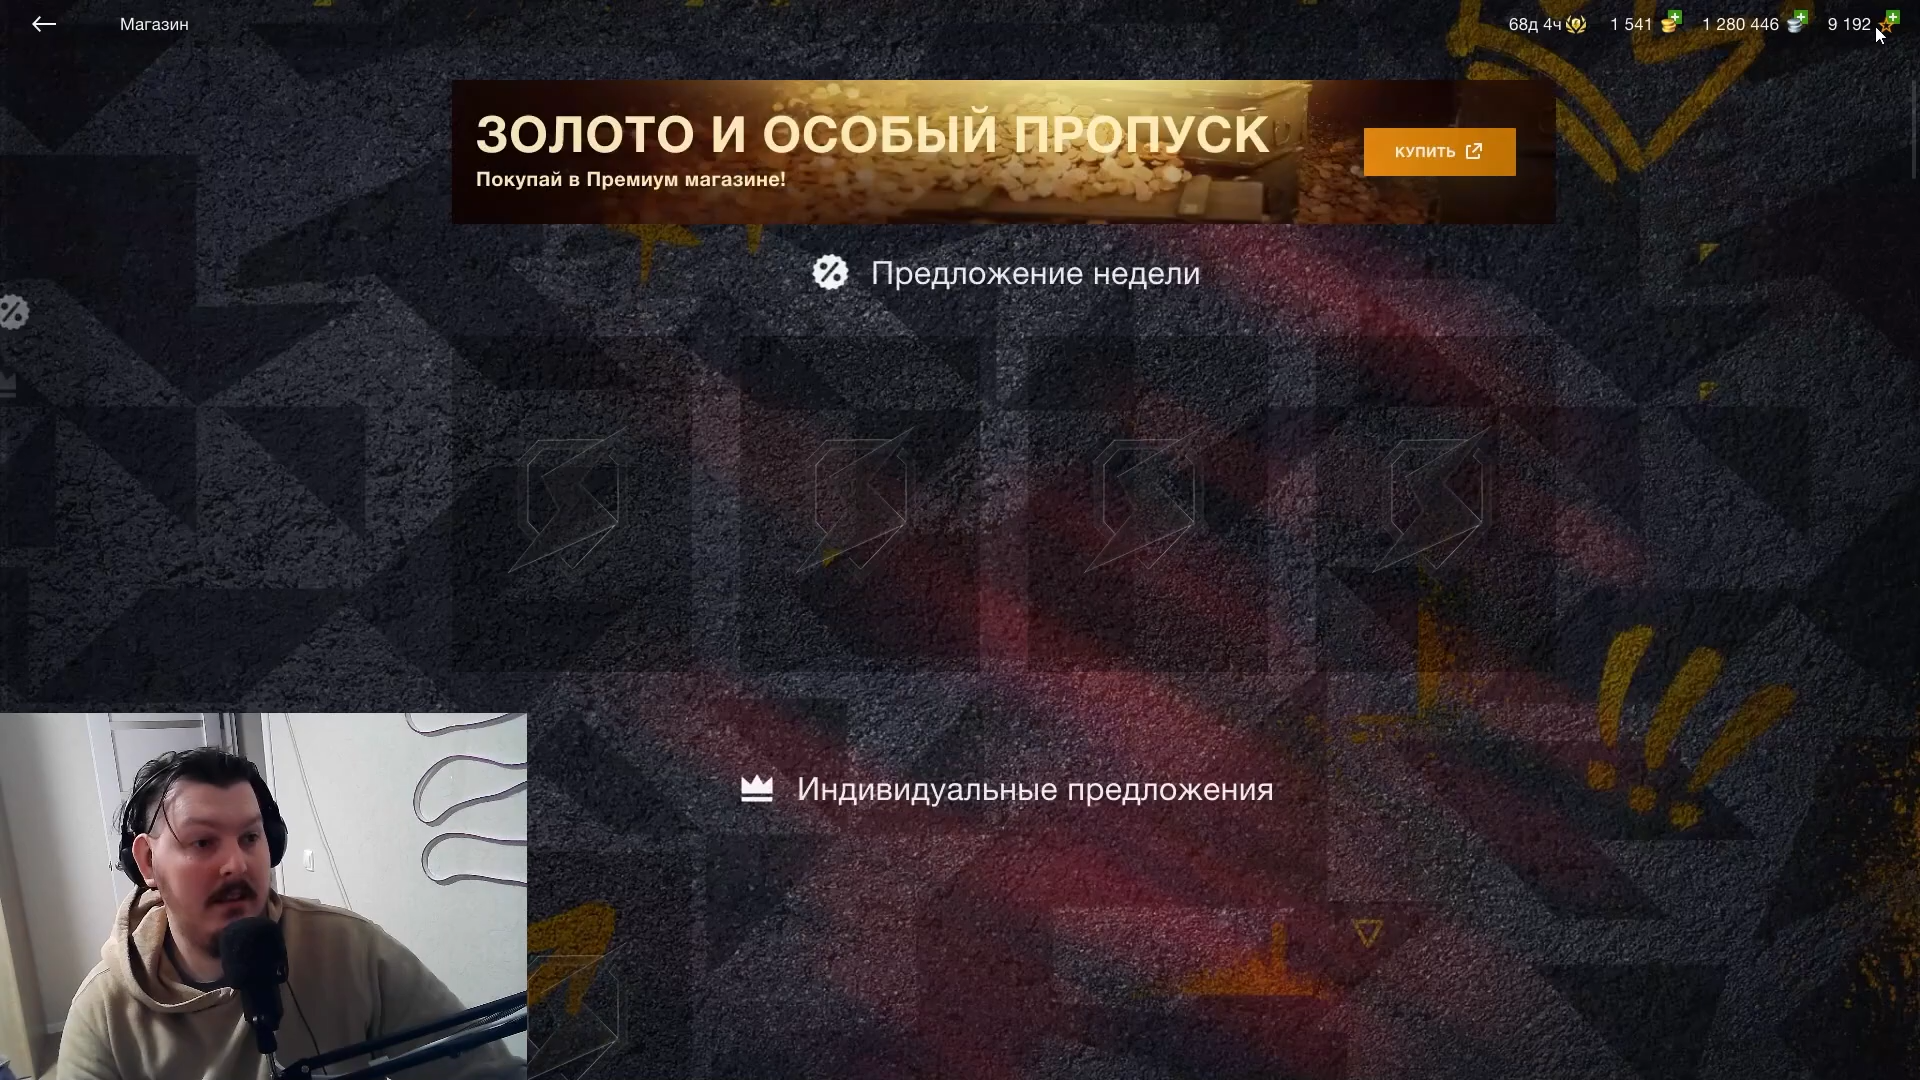 Магазин
68д 4ч
1 541
1 280 446
9 192
ЗОЛОТО И ОСОБЫЙ ПРОПУСК
Покупай в Премиум магазине!
КУПИТЬ
Предложение недели
Индивидуальные предложения